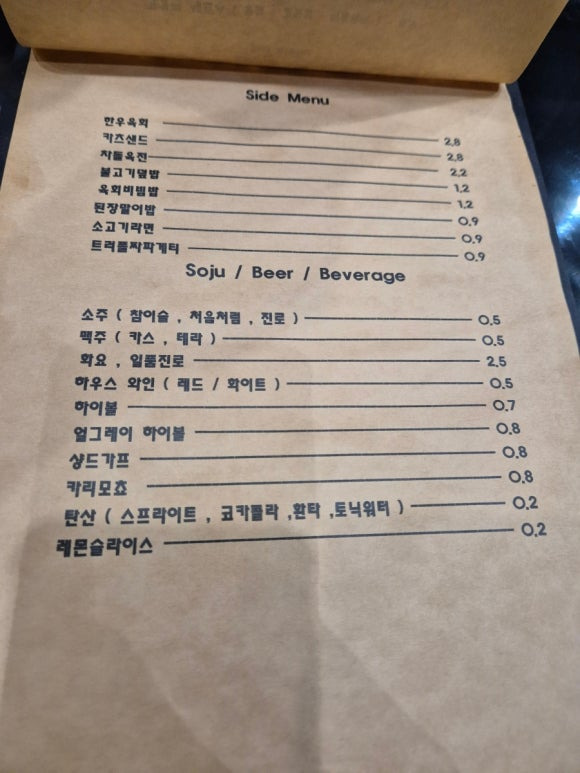 Side Menu
한우육회 2.8
카츠샌드 2.8
차돌육전 2.2
불고기덮밥 1.2
육회비빔밥 1.2
된장말이밥 0.9
소고기라면 0.9
트러플짜파게티 0.9
Soju / Beer / Beverage
소주 ( 참이슬 , 처음처럼 , 진로 ) 0.5
맥주 ( 카스 , 테라 ) 0.5
화요 , 일품진로 2.5
하우스 와인 ( 레드 / 화이트 ) 0.5
하이볼 0.7
얼그레이 하이볼 0.8
샹드가프 0.8
카리모쵸 0.8
탄산 ( 스프라이트 , 코카콜라 ,환타 ,토닉워터 ) 0.2
레몬슬라이스 0.2